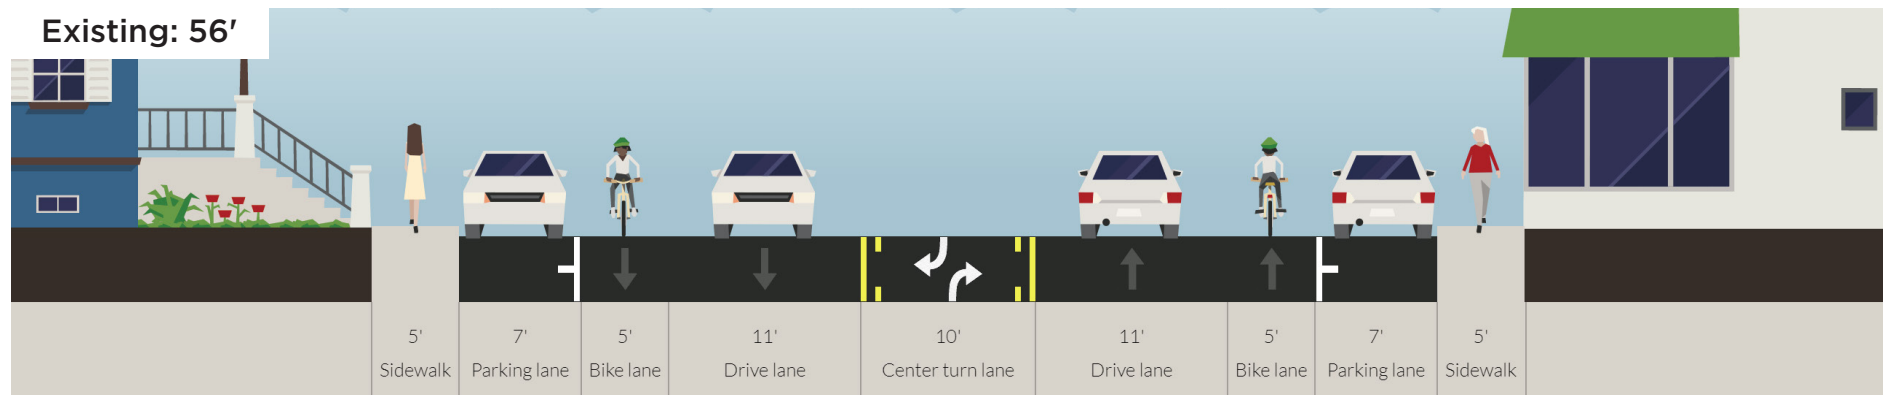 Existing: 56'
5' 7' 5' 11' 10' 11' 5' 7' 5'
Sidewalk Parking lane Bike lane Drive lane Center turn lane Drive lane Bike lane Parking lane Sidewalk